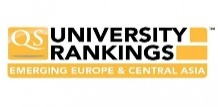 QS UNIVERSITY
RANKINGS
EMERGING EUROPE & CENTRAL ASIA